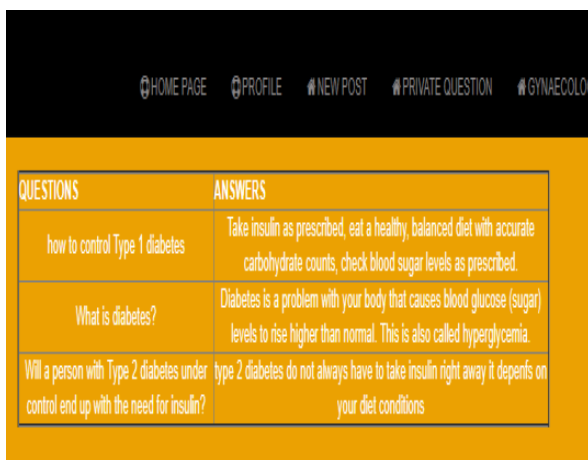 HOME PAGE PROFILE NEW POST PRIVATE QUESTION GYNAECOLO
QUESTIONS ANSWERS
how to control Type 1 diabetes
Take insulin as prescribed, eat a healthy, balanced diet with accurate
carbohydrate counts, check blood sugar levels as prescribed.
What is diabetes?
Diabetes is a problem with your body that causes blood glucose (sugar)
levels to rise higher than normal. This is also called hyperglycemia.
Will a person with Type 2 diabetes under
control end up with the need for insulin?
type 2 diabetes do not always have to take insulin right away it depenfs on
your diet conditions